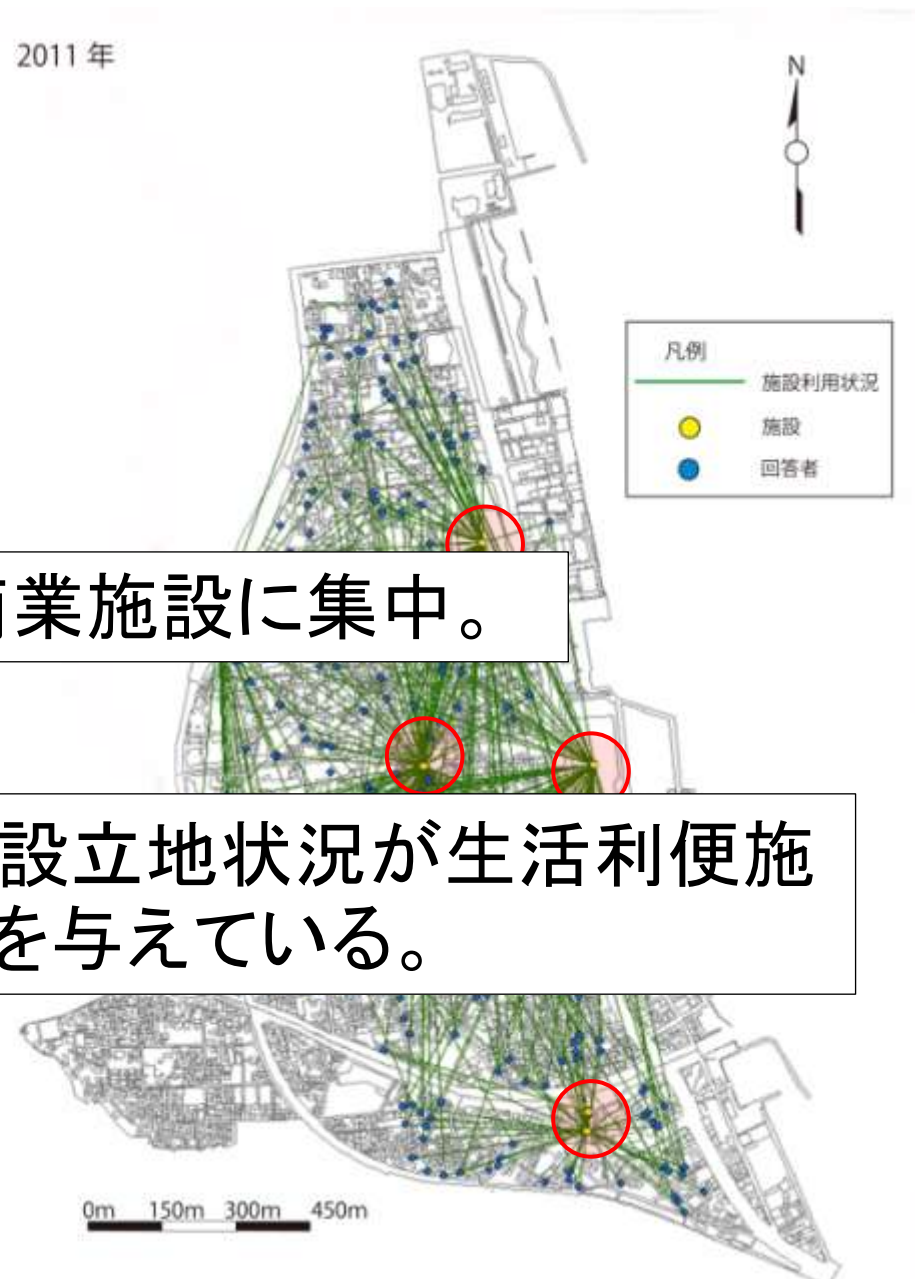 2011 年
N
凡例
施設利用状況
施設
回答者
業施設に集中。
設立地状況が生活利便施
を与えている。
0m 150m 300m 450m